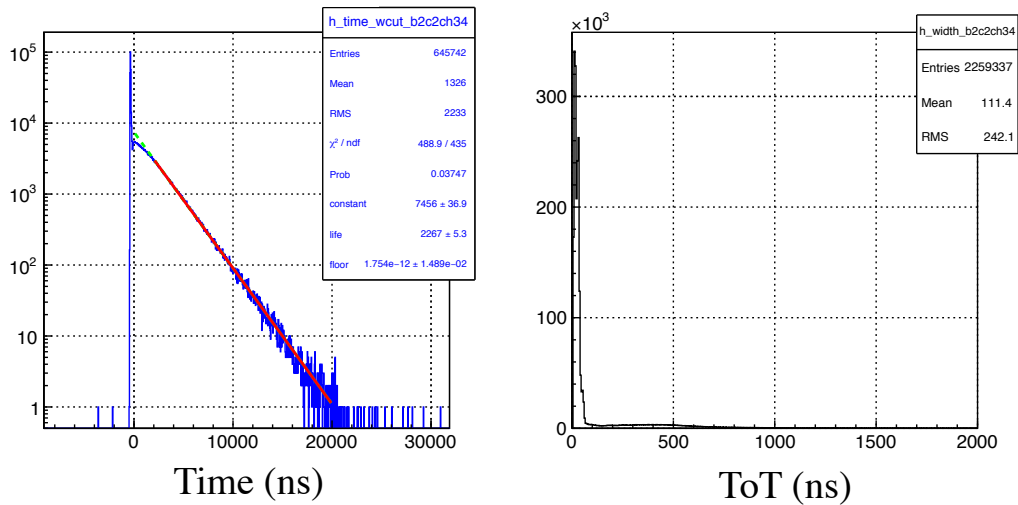 h_time_wcut_b2c2ch34
Entries 645742
Mean 1326
RMS 2233
χ² / ndf 488.9 / 435
Prob 0.03747
constant 7456 ± 36.9
life 2267 ± 5.3
floor 1.754e−12 ± 1.489e−02
10⁵
10⁴
10³
10²
10
1
0 10000 20000 30000
Time (ns)
×10³
h_width_b2c2ch34
Entries 2259337
Mean 111.4
RMS 242.1
300
200
100
0
0 500 1000 1500 2000
ToT (ns)